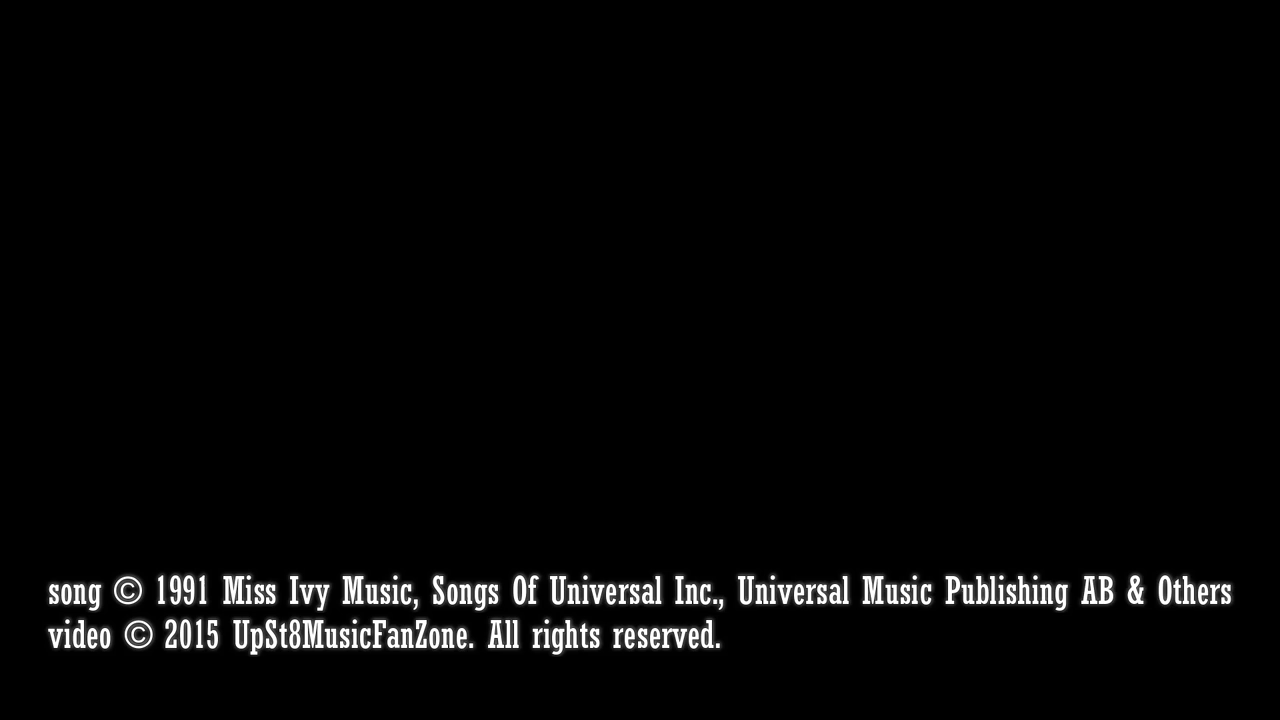 song © 1991 Miss Ivy Music, Songs Of Universal Inc., Universal Music Publishing AB & Others
video © 2015 UpSt8MusicFanZone. All rights reserved.